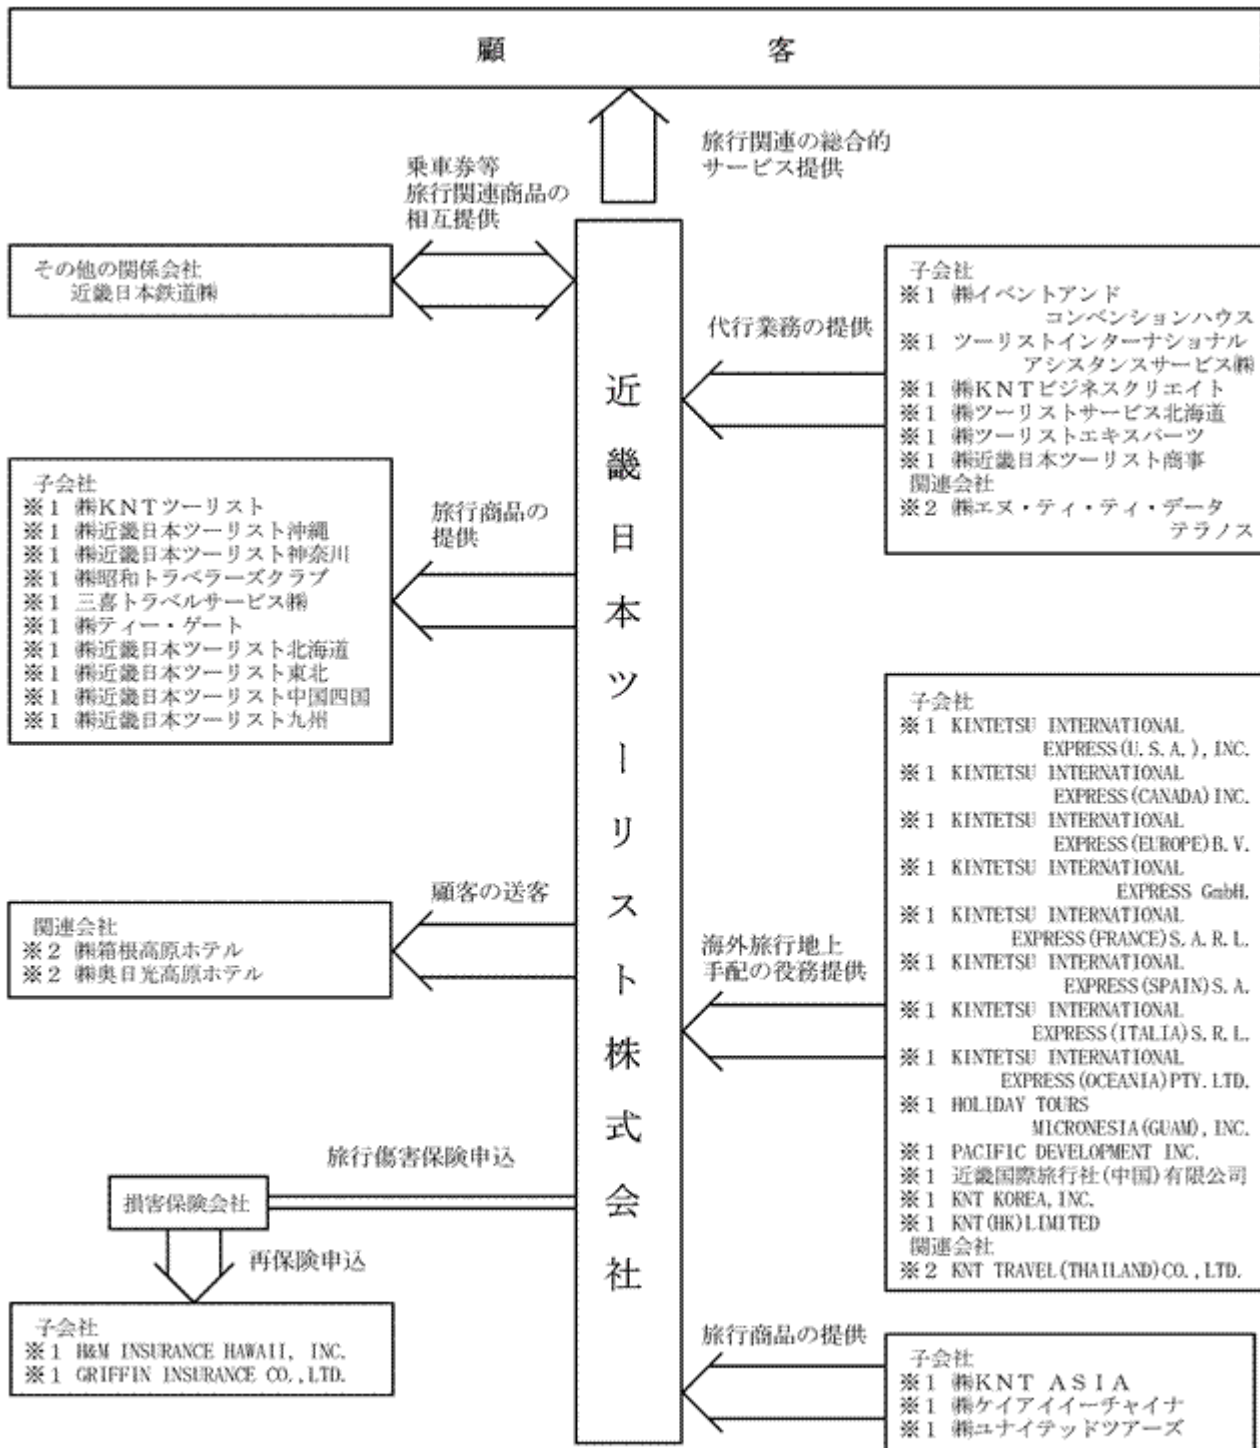 顧客
旅行関連の総合的
サービス提供
乗車券等
旅行関連商品の
相互提供
その他の関係会社
近畿日本鉄道㈱
近畿日本ツーリスト株式会社
代行業務の提供
子会社
※1 ㈱イベントアンド
コンベンションハウス
※1 ツーリストインターナショナル
アシスタンスサービス㈱
※1 ㈱KNTビジネスクリエイト
※1 ㈱ツーリストサービス北海道
※1 ㈱ツーリストエキスパーツ
※1 ㈱近畿日本ツーリスト商事
関連会社
※2 ㈱エヌ・ティ・ティ・データ
テラノス
子会社
※1 ㈱KNTツーリスト
※1 ㈱近畿日本ツーリスト沖縄
※1 ㈱近畿日本ツーリスト神奈川
※1 ㈱昭和トラベラーズクラブ
※1 三喜トラベルサービス㈱
※1 ㈱ティー・ゲート
※1 ㈱近畿日本ツーリスト北海道
※1 ㈱近畿日本ツーリスト東北
※1 ㈱近畿日本ツーリスト中国四国
※1 ㈱近畿日本ツーリスト九州
旅行商品の
提供
顧客の送客
関連会社
※2 ㈱箱根高原ホテル
※2 ㈱奥日光高原ホテル
海外旅行地上
手配の役務提供
子会社
※1 KINTETSU INTERNATIONAL
EXPRESS(U.S.A.),INC.
※1 KINTETSU INTERNATIONAL
EXPRESS(CANADA)INC.
※1 KINTETSU INTERNATIONAL
EXPRESS(EUROPE)B.V.
※1 KINTETSU INTERNATIONAL
EXPRESS GmbH.
※1 KINTETSU INTERNATIONAL
EXPRESS(FRANCE)S.A.R.L.
※1 KINTETSU INTERNATIONAL
EXPRESS(SPAIN)S.A.
※1 KINTETSU INTERNATIONAL
EXPRESS(ITALIA)S.R.L.
※1 KINTETSU INTERNATIONAL
EXPRESS(OCEANIA)PTY.LTD.
※1 HOLIDAY TOURS
MICRONESIA(GUAM),INC.
※1 PACIFIC DEVELOPMENT INC.
※1 近畿国際旅行社(中国)有限公司
※1 KNT KOREA,INC.
※1 KNT(HK)LIMITED
関連会社
※2 KNT TRAVEL(THAILAND)CO.,LTD.
旅行傷害保険申込
損害保険会社
再保険申込
子会社
※1 H&M INSURANCE HAWAII, INC.
※1 GRIFFIN INSURANCE CO.,LTD.
旅行商品の提供
子会社
※1 ㈱KNT ASIA
※1 ㈱ケイアイイーチャイナ
※1 ㈱ユナイテッドツアーズ